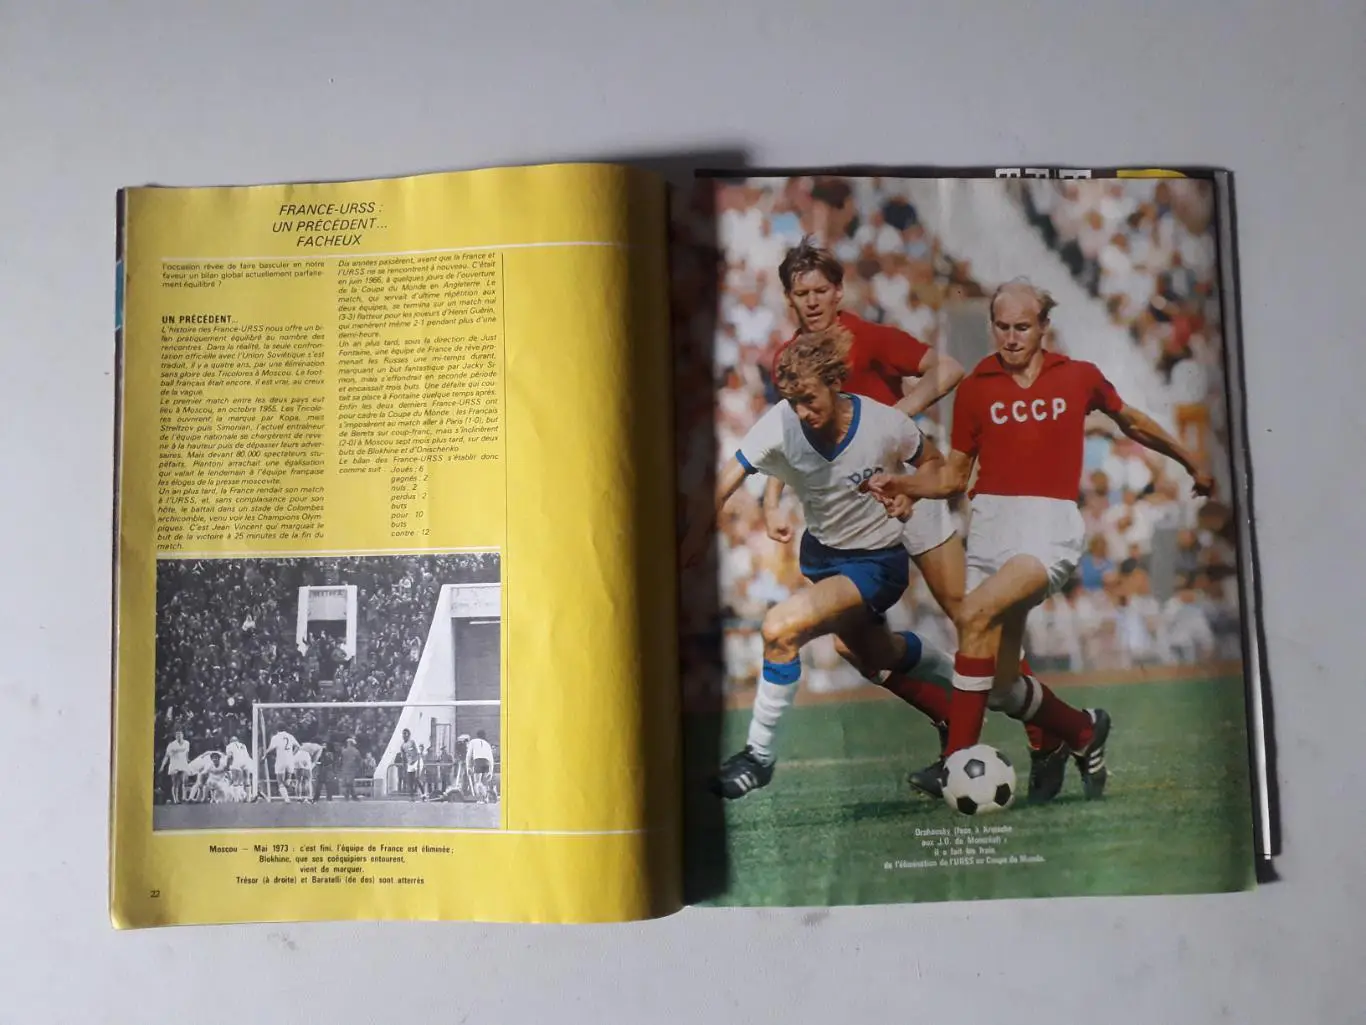 FRANCE-URSS :
UN PRÉCÉDENT...
FACHEUX
l'occasion rêvée de faire basculer en notre
faveur un bilan global actuellement parfaite-
ment équilibré ?
UN PRÉCÉDENT...
L'histoire des France-URSS nous offre un bi-
lan pratiquement équilibré au nombre des
rencontres. Dans la réalité, la seule confron-
tation officielle avec l'Union Soviétique s'est
traduit, il y a quatre ans, par une élimination
sans gloire des Tricolores à Moscou. Le foot-
ball français était encore, il est vrai, au creux
de la vague.
Le premier match entre les deux pays eut
lieu à Moscou, en octobre 1955. Les Tricolo-
res ouvrirent la marque par Kopa, mais
Streltzov puis Simonian, l'actuel entraîneur
de l'équipe nationale se chargèrent de reve-
nir à la hauteur puis de dépasser leurs adver-
saires. Mais devant 80.000 spectateurs stu-
péfaits, Piantoni arrachait une égalisation
qui valait le lendemain à l'équipe française
les éloges de la presse moscovite.
Un an plus tard, la France rendait son match
à l'URSS, et, sans complaisance pour son
hôte, le battait dans un stade de Colombes
archicomble, venu voir les Champions Olym-
piques. C'est Jean Vincent qui marquait le
but de la victoire à 25 minutes de la fin du
match.
Dix années passèrent, avant que la France et
l'URSS ne se rencontrent à nouveau. C'était
en juin 1966, à quelques jours de l'ouverture
de la Coupe du Monde en Angleterre. Le
match, qui servait d'ultime répétition aux
deux équipes, se termina sur un match nul
(3-3) flatteur pour les joueurs d'Henri Guérin,
qui menèrent même 2-1 pendant plus d'une
demi-heure.
Un an plus tard, sous la direction de Just
Fontaine, une équipe de France de rêve pro-
menait les Russes une mi-temps durant,
marquant un but fantastique par Jacky Si-
mon, mais s'effondrait en seconde période
et encaissait trois buts. Une défaite qui coû-
tait sa place à Fontaine quelque temps après.
Enfin les deux derniers France-URSS ont
pour cadre la Coupe du Monde : les Français
s'imposèrent au match aller à Paris (1-0), but
de Bereta sur coup-franc, mais s'inclinèrent
(2-0) à Moscou sept mois plus tard, sur deux
buts de Blokhine et d'Onischenko.
Le bilan des France-URSS s'établit donc
comme suit Joués : 6
gagnés : 2
nuls : 2
perdus : 2
buts
pour : 10
buts
contre : 12
2
Moscou – Mai 1973 : c'est fini, l'équipe de France est éliminée ;
Blokhine, que ses coéquipiers entourent,
vient de marquer.
Trésor (à droite) et Baratelli (de dos) sont atterrés
22
CCCP
DDR
(face à
aux J.O. de Montréal) :
il a fait les frais
de l'élimination de l'URSS en Coupe du Monde.